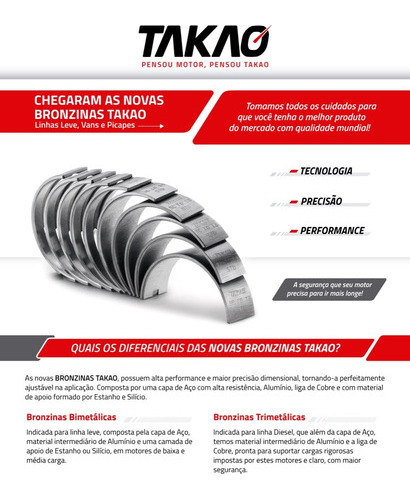 TAKAO
PENSOU MOTOR, PENSOU TAKAO
CHEGARAM AS NOVAS
BRONZINAS TAKAO
Linhas Leve, Vans e Picapes
Tomamos todos os cuidados para
que você tenha o melhor produto
do mercado com qualidade mundial!
TECNOLOGIA
PRECISÃO
PERFORMANCE
A segurança que seu motor
precisa para ir mais longe!
QUAIS OS DIFERENCIAIS DAS NOVAS BRONZINAS TAKAO?
As novas BRONZINAS TAKAO, possuem alta performance e maior precisão dimensional, tornando-a perfeitamente
ajustável na aplicação. Composta por uma capa de Aço com alta resistência, Alumínio, liga de Cobre e com material
de apoio formado por Estanho e Silício.
Bronzinas Bimetálicas
Indicada para linha leve, composta pela capa de Aço,
material intermediário de Alumínio e uma camada de
apoio de Estanho ou Silício, em motores de baixa e
média carga.
Bronzinas Trimetálicas
Indicada para linha Diesel, que além da capa de Aço,
temos material intermediário de Alumínio e a liga de
Cobre, pronta para suportar cargas rigorosas
impostas por estes motores e claro, com maior
segurança.